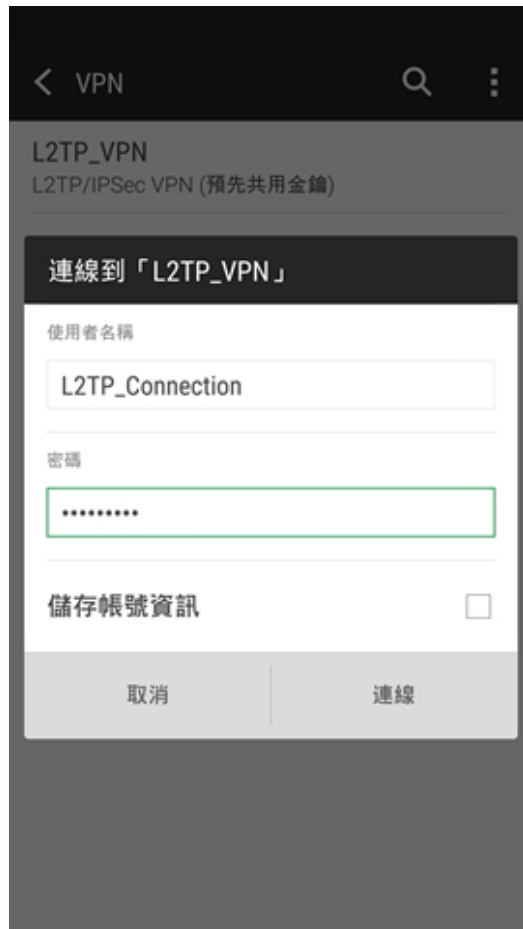 VPN
L2TP_VPN
L2TP/IPSec VPN (預先共用金鑰)
連線到「L2TP_VPN」
使用者名稱
L2TP_Connection
密碼
•••••••••
儲存帳號資訊
取消
連線